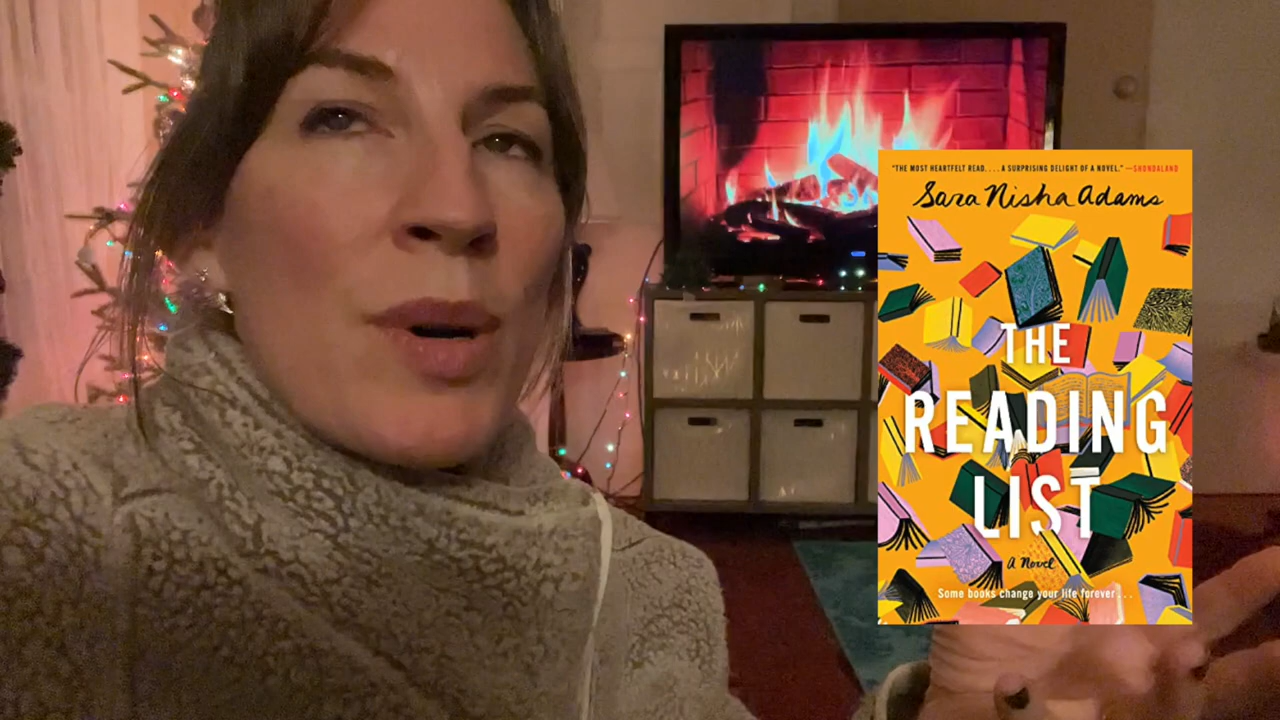 "THE MOST HEARTFELT READ.... A SURPRISING DELIGHT OF A NOVEL." —SHONDALAND
Sara Nisha Adams
THE
READING
LIST
A Novel
Some books change your life forever...